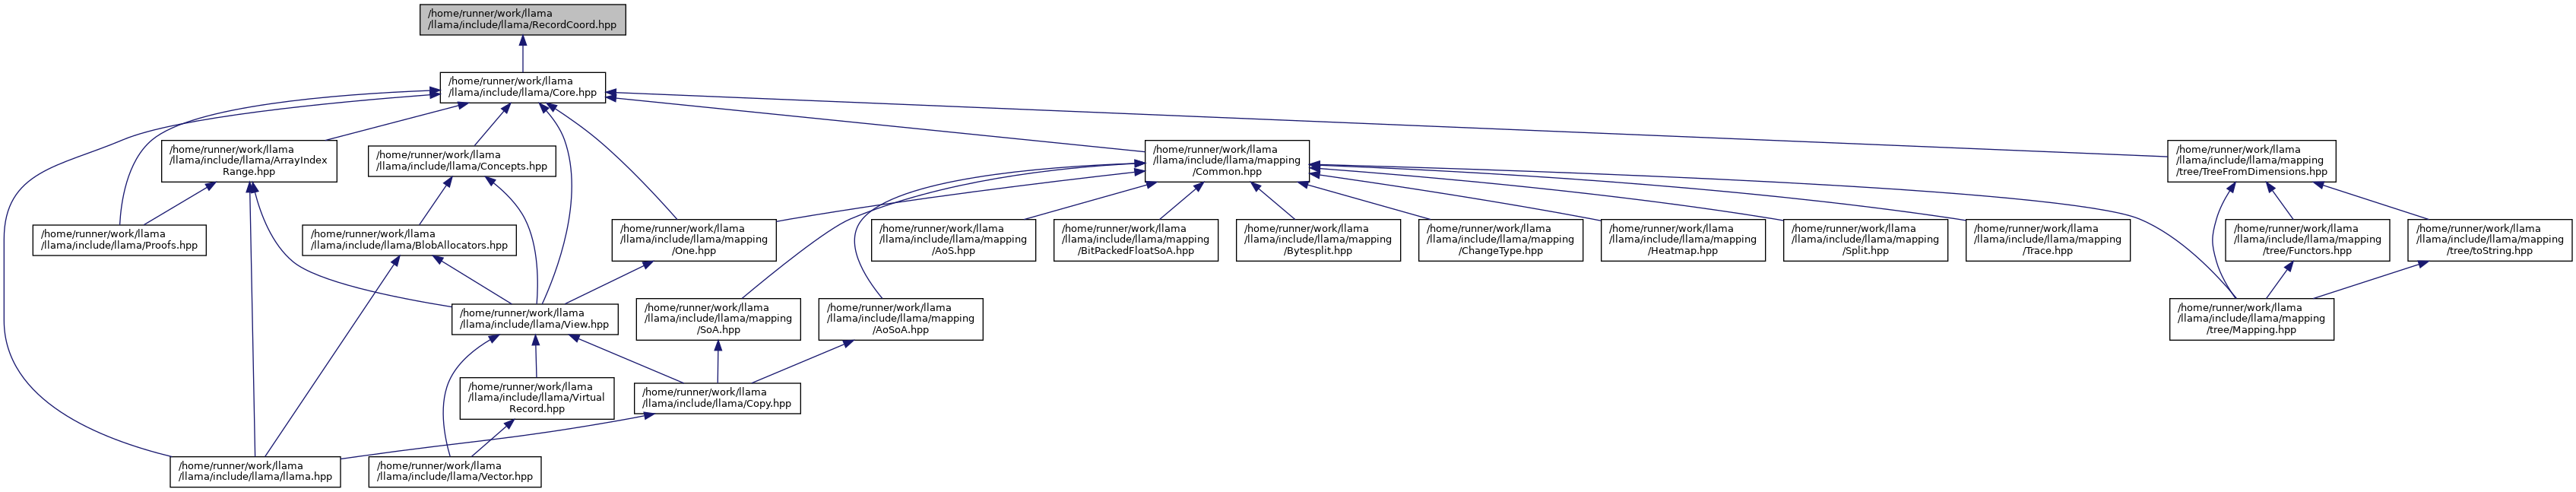 /home/runner/work/llama
/llama/include/llama/RecordCoord.hpp
/home/runner/work/llama
/llama/include/llama/Core.hpp
/home/runner/work/llama
/llama/include/llama/ArrayIndex
Range.hpp
/home/runner/work/llama
/llama/include/llama/Concepts.hpp
/home/runner/work/llama
/llama/include/llama/mapping
/Common.hpp
/home/runner/work/llama
/llama/include/llama/mapping
/tree/TreeFromDimensions.hpp
/home/runner/work/llama
/llama/include/llama/Proofs.hpp
/home/runner/work/llama
/llama/include/llama/BlobAllocators.hpp
/home/runner/work/llama
/llama/include/llama/mapping
/One.hpp
/home/runner/work/llama
/llama/include/llama/mapping
/AoS.hpp
/home/runner/work/llama
/llama/include/llama/mapping
/BitPackedFloatSoA.hpp
/home/runner/work/llama
/llama/include/llama/mapping
/Bytesplit.hpp
/home/runner/work/llama
/llama/include/llama/mapping
/ChangeType.hpp
/home/runner/work/llama
/llama/include/llama/mapping
/Heatmap.hpp
/home/runner/work/llama
/llama/include/llama/mapping
/Split.hpp
/home/runner/work/llama
/llama/include/llama/mapping
/Trace.hpp
/home/runner/work/llama
/llama/include/llama/mapping
/tree/Functors.hpp
/home/runner/work/llama
/llama/include/llama/mapping
/tree/toString.hpp
/home/runner/work/llama
/llama/include/llama/View.hpp
/home/runner/work/llama
/llama/include/llama/mapping
/SoA.hpp
/home/runner/work/llama
/llama/include/llama/mapping
/AoSoA.hpp
/home/runner/work/llama
/llama/include/llama/mapping
/tree/Mapping.hpp
/home/runner/work/llama
/llama/include/llama/Virtual
Record.hpp
/home/runner/work/llama
/llama/include/llama/Copy.hpp
/home/runner/work/llama
/llama/include/llama/llama.hpp
/home/runner/work/llama
/llama/include/llama/Vector.hpp